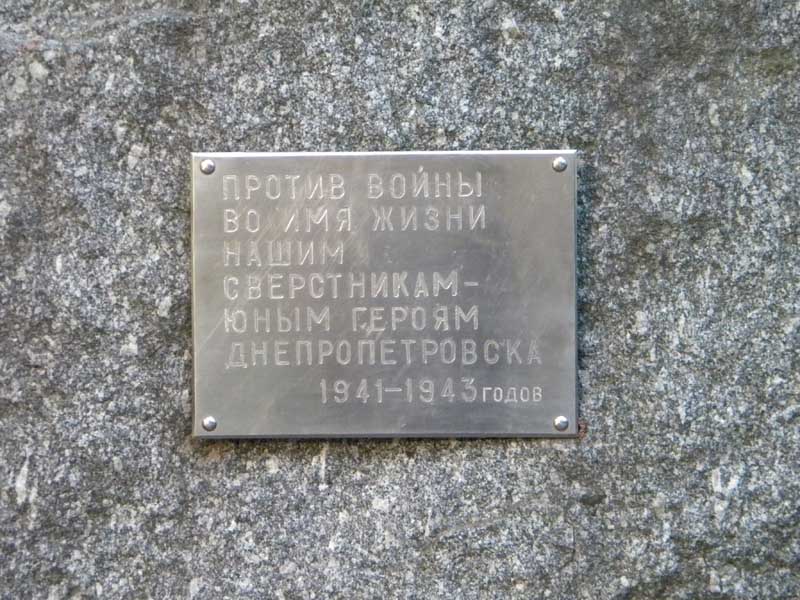 ПРОТИВ ВОЙНЫ
ВО ИМЯ ЖИЗНИ
НАШИМ
СВЕРСТНИКАМ-
ЮНЫМ ГЕРОЯМ
ДНЕПРОПЕТРОВСКА
1941-1943 ГОДОВ